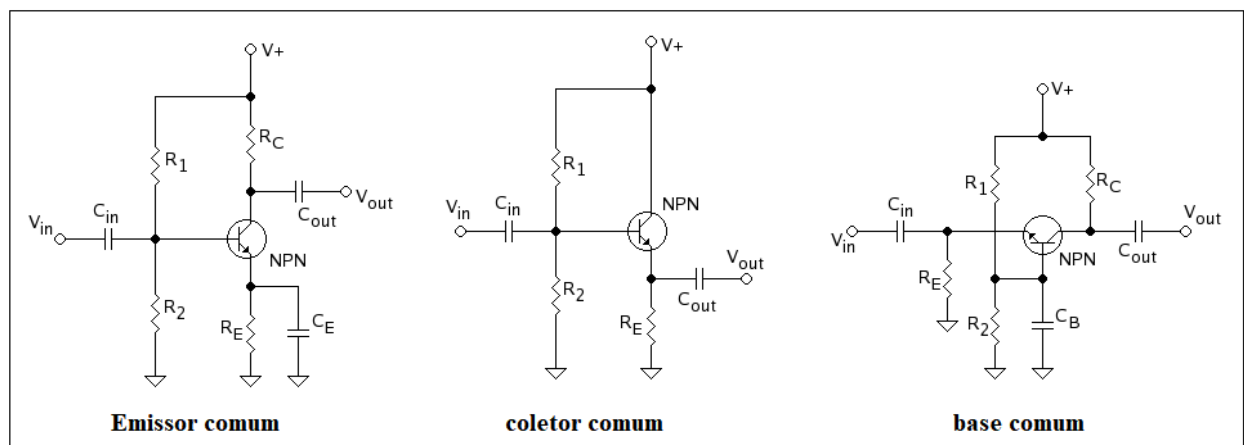 V+
R1
RC
Cout
Vout
Cin
Vin
NPN
R2
RE
CE
Emissor comum
V+
R1
NPN
Cin
Vin
Vout
Cout
R2
RE
coletor comum
V+
R1
RC
Cin
Vin
Vout
Cout
NPN
RE
R2
CB
base comum